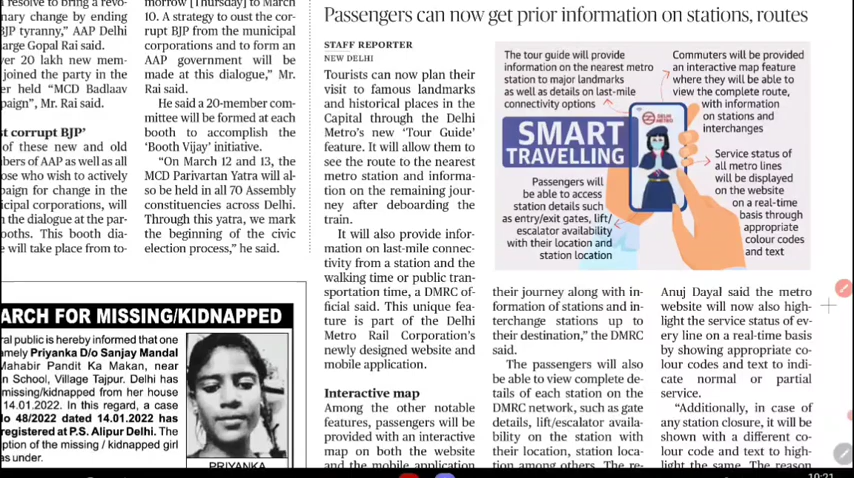 resolve to bring a revo-
nary change by ending
BJP tyranny," AAP Delhi
Gopal Rai said.
20 lakh new mem-
joined the party in the
held "MCD Badlaav
paign", Mr. Rai said.
st corrupt BJP'
of these new and old
bers of AAP as well as all
ose who wish to actively
paign for change in the
icipal corporations, will
the dialogue at the par-
ooths. This booth dia-
e will take place from to-
morrow [Thursday] to March
10. A strategy to oust the cor-
rupt BJP from the municipal
corporations and to form an
AAP government will be
made at this dialogue," Mr.
Rai said.
He said a 20-member com-
mittee will be formed at each
booth to accomplish the
'Booth Vijay' initiative.
"On March 12 and 13, the
MCD Parivartan Yatra will al-
so be held in all 70 Assembly
constituencies across Delhi.
Through this yatra, we mark
the beginning of the civic
election process," he said.
ARCH FOR MISSING/KIDNAPPED
ral public is hereby informed that one
amely Priyanka D/o Sanjay Mandal
Mahabir Pandit Ka Makan, near
n School, Village Tajpur. Delhi has
missing/kidnapped from her house
14.01.2022. In this regard, a case
lo 48/2022 dated 14.01.2022 has
registered at P.S. Alipur Delhi. The
ption of the missing / kidnapped girl
as under.
PRIYANKA
Passengers can now get prior information on stations, routes
STAFF REPORTER
NEW DELHI
Tourists can now plan their
visit to famous landmarks
and historical places in the
Capital through the Delhi
Metro's new 'Tour Guide'
feature. It will allow them to
see the route to the nearest
metro station and informa-
tion on the remaining jour-
ney after deboarding the
train.
It will also provide infor-
mation on last-mile connec-
tivity from a station and the
walking time or public tran-
sportation time, a DMRC of-
ficial said. This unique fea-
ture is part of the Delhi
Metro Rail Corporation's
newly designed website and
mobile application.
Interactive map
Among the other notable
features, passengers will be
provided with an interactive
map on both the website
and the mobile application
The tour guide will provide
information on the nearest metro
station to major landmarks
as well as details on last-mile
connectivity options
SMART
TRAVELLING
Passengers will
be able to access
station details such
as entry/exit gates, lift/
escalator availability
with their location and
station location
DELHI
METRO
Commuters will be provided
an interactive map feature
where they will be able to
view the complete route,
with information
on stations and
interchanges
Service status of
all metro lines
will be displayed
on the website
on a real-time
basis through
appropriate
colour codes
and text
their journey along with in-
formation of stations and in-
terchange stations up to
their destination," the DMRC
said.
The passengers will also
be able to view complete de-
tails of each station on the
DMRC network, such as gate
details, lift/escalator availa-
bility on the station with
their location, station loca-
tion among others. The re-
Anuj Dayal said the metro
website will now also high-
light the service status of ev-
ery line on a real-time basis
by showing appropriate co-
lour codes and text to indi-
cate normal or partial
service.
"Additionally, in case of
any station closure, it will be
shown with a different co-
lour code and text to high-
light the same. The reason
10:21